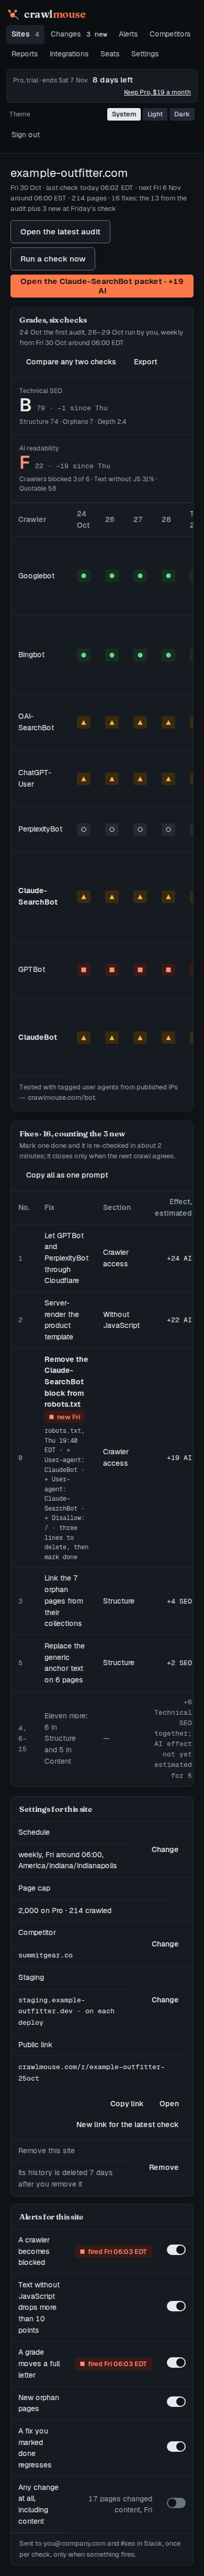 crawlmouse
Sites 4 Changes 3 new Alerts Competitors
Reports Integrations Seats Settings
Pro, trial · ends Sat 7 Nov 8 days left
Keep Pro, $19 a month
Theme System Light Dark
Sign out
example-outfitter.com
Fri 30 Oct · last check today 06:02 EDT · next Fri 6 Nov
around 06:00 EST · 214 pages · 16 fixes: the 13 from the
audit plus 3 new at Friday's check
Open the latest audit
Run a check now
Open the Claude-SearchBot packet · +19
AI
Grades, six checks
24 Oct the first audit, 26–29 Oct run by you, weekly
from Fri 30 Oct around 06:00 EDT
Compare any two checks Export
Technical SEO
B 79 · -1 since Thu
Structure 74 · Orphans 7 · Depth 2.4
AI readability
F 22 · -19 since Thu
Crawlers blocked 3 of 6 · Text without JS 31% ·
Quotable 58
Crawler 24 26 27 28
Oct
Googlebot
Bingbot
OAI-
SearchBot
ChatGPT-
User
PerplexityBot
Claude-
SearchBot
GPTBot
ClaudeBot
Tested with tagged user agents from published IPs
— crawlmouse.com/bot.
Fixes · 16, counting the 3 new
Mark one done and it is re-checked in about 2
minutes; it closes only when the next crawl agrees.
Copy all as one prompt
No. Fix Section Effect,
estimated
1 Let GPTBot
and
PerplexityBot
through
Cloudflare
Crawler
access
+24 AI
2 Server-
render the
product
template
Without
JavaScript
+22 AI
0 Remove the
Claude-
SearchBot
block from
robots.txt
new Fri
robots.txt,
Thu 19:40
EDT · +
User-agent:
ClaudeBot ·
+ User-
agent:
Claude-
SearchBot ·
+ Disallow:
/ · three
lines to
delete, then
mark done
Crawler
access
+19 AI
3 Link the 7
orphan
pages from
their
collections
Structure +4 SEO
5 Replace the
generic
anchor text
on 6 pages
Structure +2 SEO
4,
6–
15
Eleven more:
6 in
Structure
and 5 in
Content
—
+6
Technical
SEO
together;
AI effect
not yet
estimated
for 5
Settings for this site
Schedule
weekly, Fri around 06:00,
America/Indiana/Indianapolis
Change
Page cap
2,000 on Pro · 214 crawled
Competitor
summitgear.co
Change
Staging
staging.example-
outfitter.dev · on each
deploy
Change
Public link
crawlmouse.com/r/example-outfitter-
25oct
Copy link Open
New link for the latest check
Remove this site
Its history is deleted 7 days
after you remove it
Remove
Alerts for this site
A crawler
becomes
blocked
fired Fri 06:03 EDT
Text without
JavaScript
drops more
than 10
points
A grade
moves a full
letter
fired Fri 06:03 EDT
New orphan
pages
A fix you
marked
done
regresses
Any change
at all,
including
content
17 pages changed
content, Fri
Sent to you@company.com and #seo in Slack, once
per check, only when something fires.